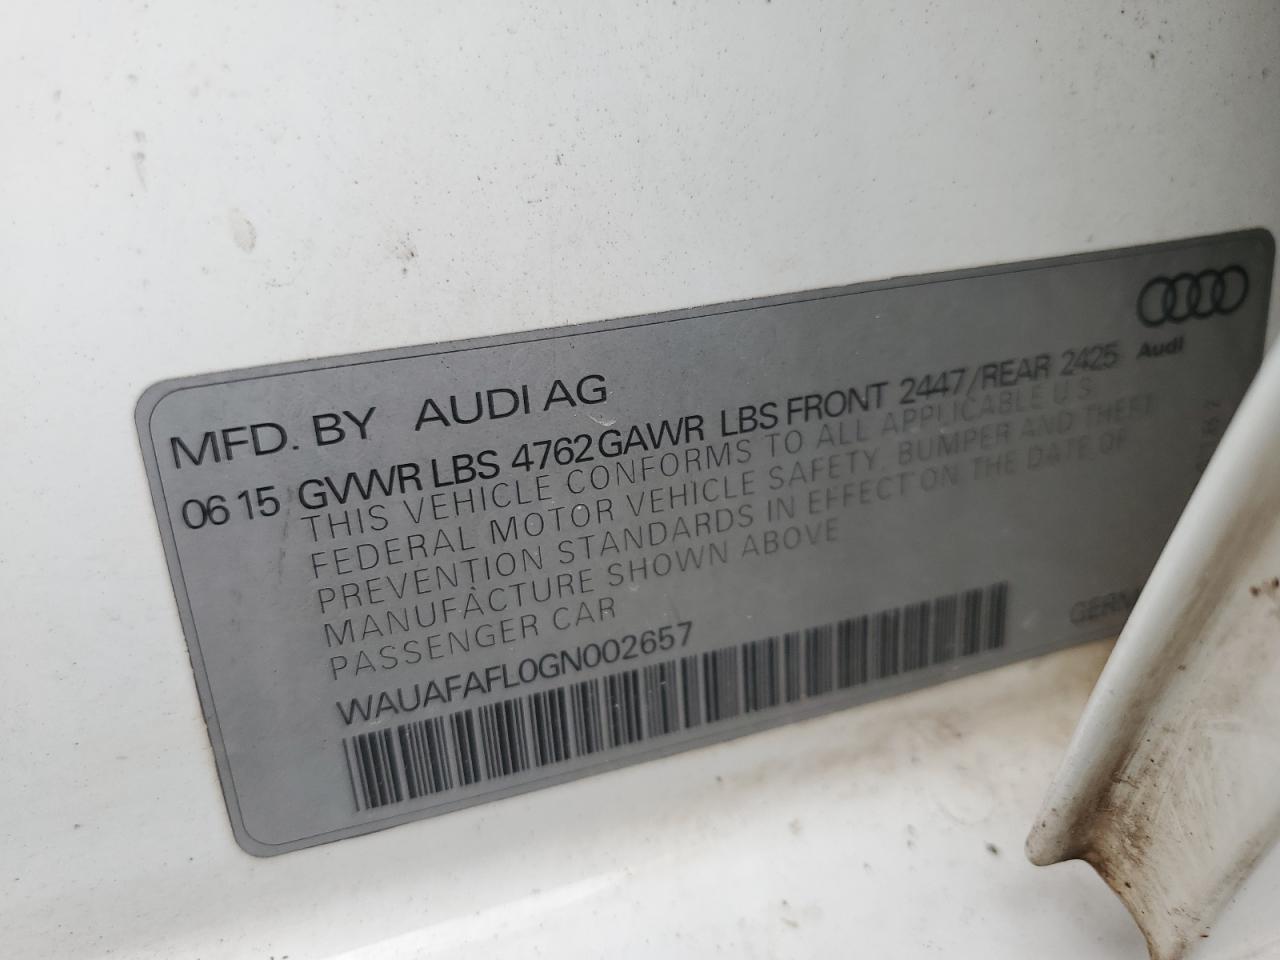 Audi
MFD. BY AUDI AG
06 15 GVWR LBS 4762 GAWR LBS FRONT 2447/REAR 2425
THIS VEHICLE CONFORMS TO ALL APPLICABLE U.S.
FEDERAL MOTOR VEHICLE SAFETY, BUMPER AND THEFT
PREVENTION STANDARDS IN EFFECT ON THE DATE OF
MANUFACTURE SHOWN ABOVE
PASSENGER CAR
WAUAFAFL0GN002657